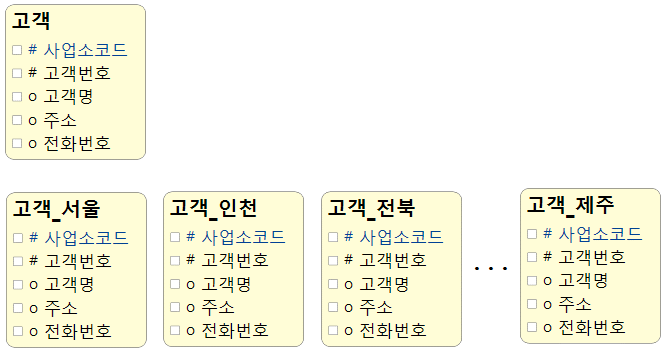 고객
# 사업소코드
# 고객번호
o 고객명
o 주소
o 전화번호
고객_서울
# 사업소코드
# 고객번호
o 고객명
o 주소
o 전화번호
고객_인천
# 사업소코드
# 고객번호
o 고객명
o 주소
o 전화번호
고객_전북
# 사업소코드
# 고객번호
o 고객명
o 주소
o 전화번호
...
고객_제주
# 사업소코드
# 고객번호
o 고객명
o 주소
o 전화번호